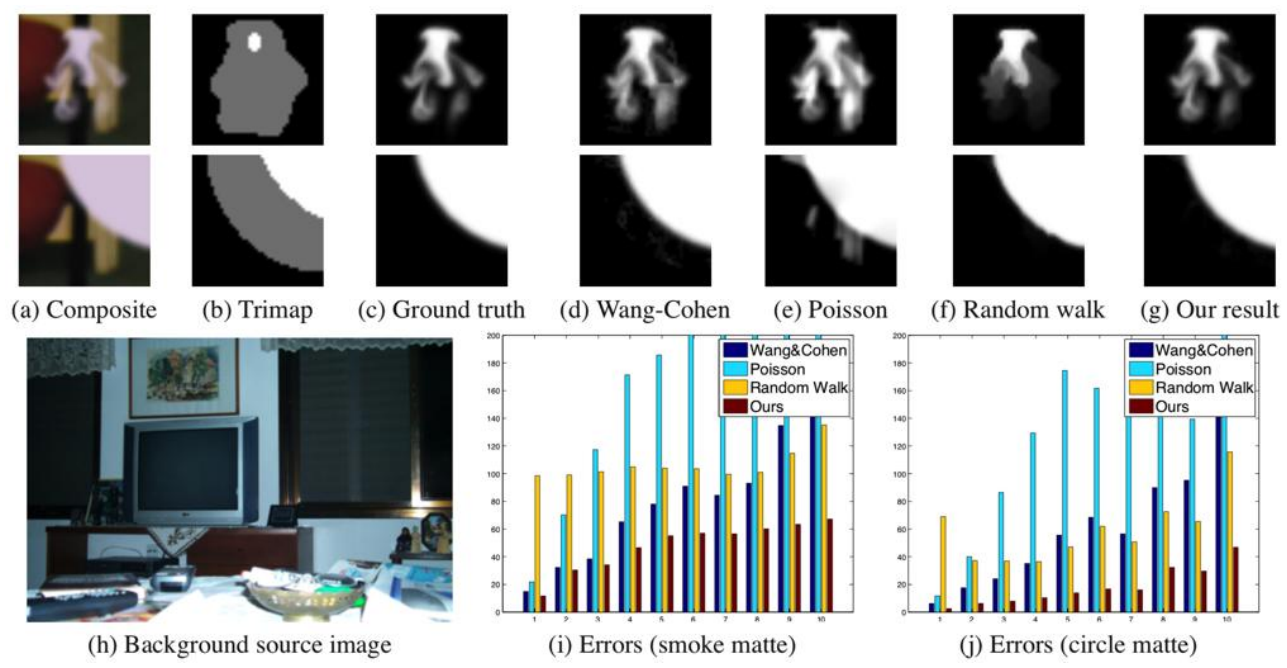 (a) Composite
(b) Trimap
(c) Ground truth
(d) Wang-Cohen
(e) Poisson
(f) Random walk
(g) Our result
200
180
160
140
120
100
80
60
40
20
0
1 2 3 4 5 6 7 8 9 10
Wang&Cohen
Poisson
Random Walk
Ours
200
180
160
140
120
100
80
60
40
20
0
1 2 3 4 5 6 7 8 9 10
Wang&Cohen
Poisson
Random Walk
Ours
(h) Background source image
(i) Errors (smoke matte)
(j) Errors (circle matte)